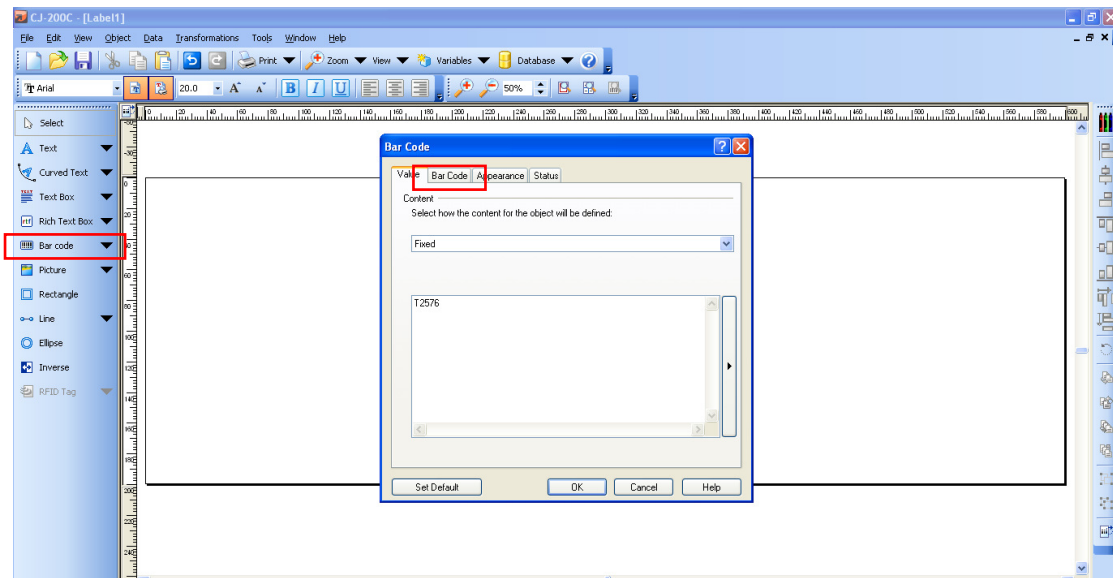 CJ-200C - [Label1]
File Edit View Object Data Transformations Tools Window Help
Print Zoom View Variables Database
Arial 20.0 B I U 50%
Select
Text
Curved Text
Text Box
Rich Text Box
Bar code
Picture
Rectangle
Line
Ellipse
Inverse
RFID Tag
Bar Code
Value Bar Code Appearance Status
Content
Select how the content for the object will be defined:
Fixed
T2576
Set Default OK Cancel Help